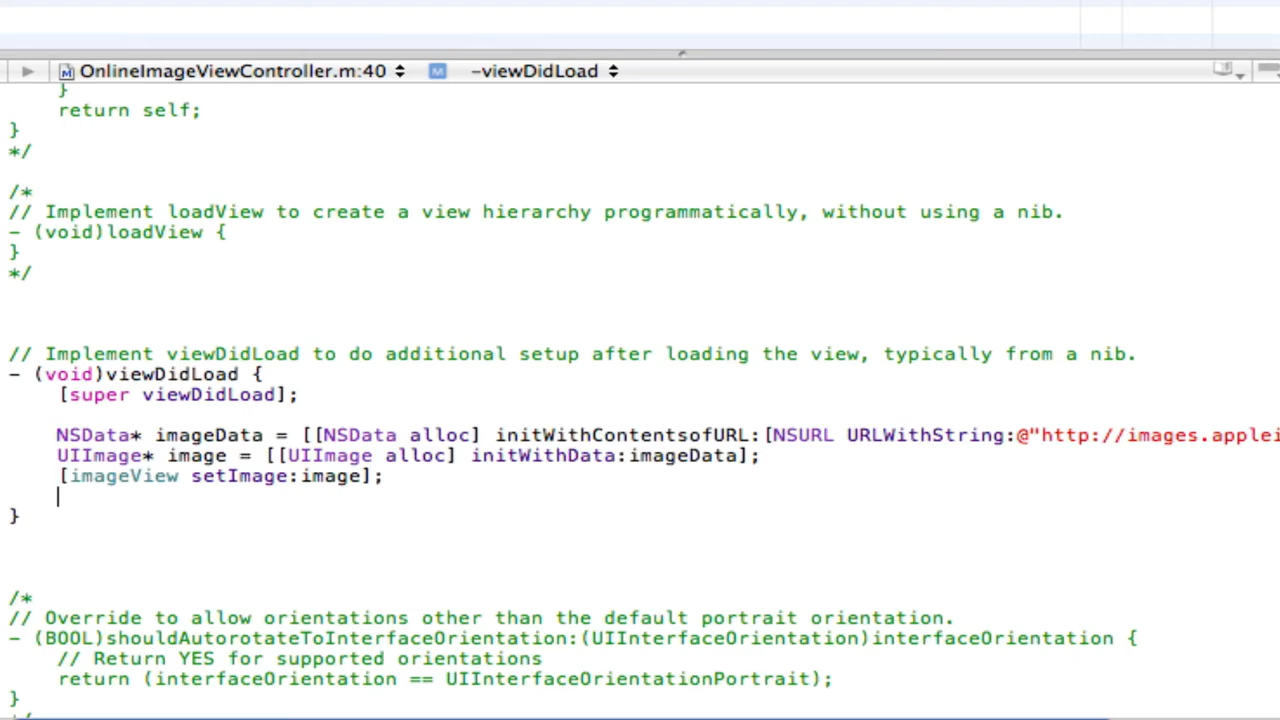 OnlineImageViewController.m:40 -viewDidLoad
}
return self;
}
*/
/*
// Implement loadView to create a view hierarchy programmatically, without using a nib.
- (void)loadView {
}
*/
// Implement viewDidLoad to do additional setup after loading the view, typically from a nib.
- (void)viewDidLoad {
[super viewDidLoad];
NSData* imageData = [[NSData alloc] initWithContentsofURL:[NSURL URLWithString:@"http://images.applei
UIImage* image = [[UIImage alloc] initWithData:imageData];
[imageView setImage:image];
}
/*
// Override to allow orientations other than the default portrait orientation.
- (BOOL)shouldAutorotateToInterfaceOrientation:(UIInterfaceOrientation)interfaceOrientation {
// Return YES for supported orientations
return (interfaceOrientation == UIInterfaceOrientationPortrait);
}